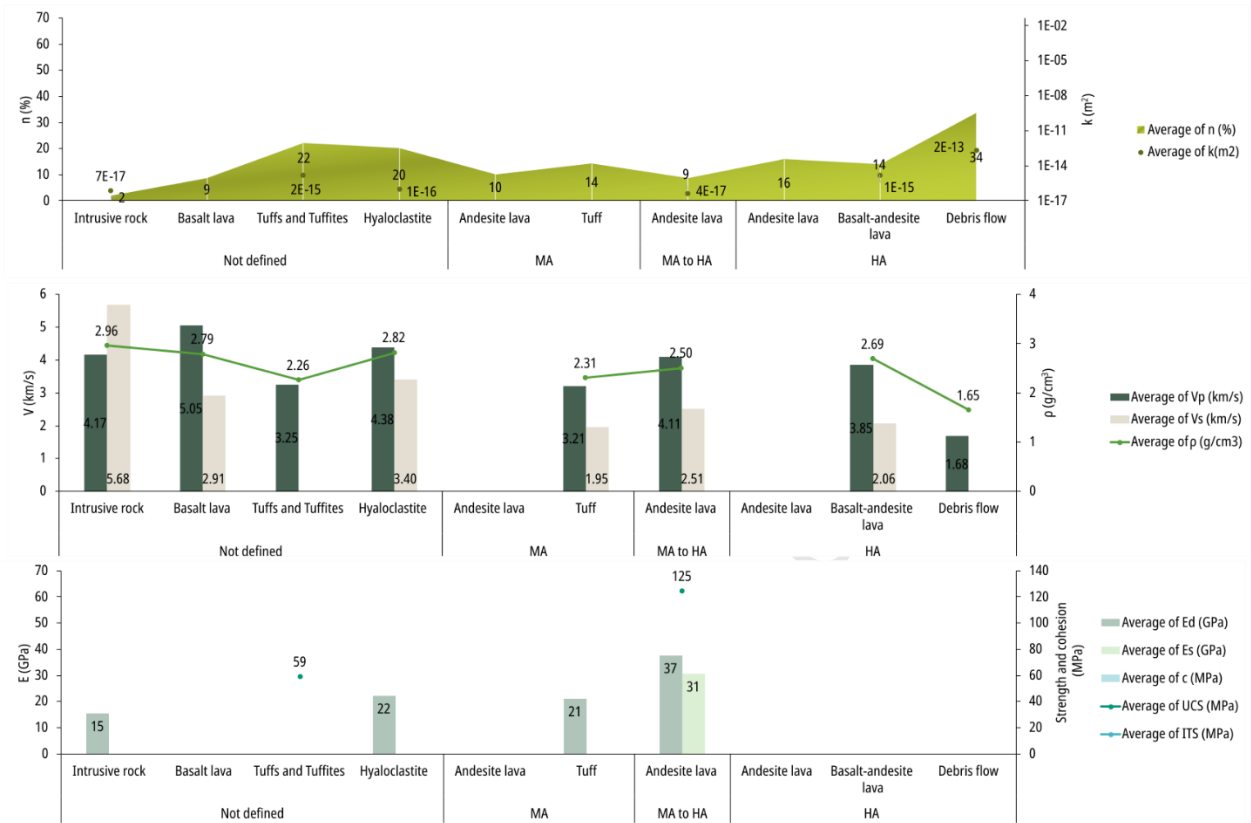 70
60
50
40
30
20
10
0
n (%)
1E-02
1E-05
1E-08
1E-11
1E-14
1E-17
k (m²)
7E-17
2
9
22
2E-15
20
1E-16
10
14
9
4E-17
16
14
1E-15
2E-13
34
Average of n (%)
Average of k(m2)
Intrusive rock
Basalt lava
Tuffs and Tuffites
Hyaloclastite
Andesite lava
Tuff
Andesite lava
Andesite lava
Basalt-andesite
lava
Debris flow
Not defined
MA
MA to HA
HA
6
5
4
3
2
1
0
V (km/s)
4
3
2
1
0
ρ (g/cm³)
2.96
2.79
2.26
2.82
2.31
2.50
2.69
1.65
4.17
5.68
5.05
2.91
3.25
4.38
3.40
3.21
1.95
4.11
2.51
3.85
2.06
1.68
Average of Vp (km/s)
Average of Vs (km/s)
Average of ρ (g/cm3)
Intrusive rock
Basalt lava
Tuffs and Tuffites
Hyaloclastite
Andesite lava
Tuff
Andesite lava
Andesite lava
Basalt-andesite
lava
Debris flow
Not defined
MA
MA to HA
HA
70
60
50
40
30
20
10
0
E (GPa)
140
120
100
80
60
40
20
0
Strength and cohesion
(MPa)
15
59
22
21
125
37
31
Average of Ed (GPa)
Average of Es (GPa)
Average of c (MPa)
Average of UCS (MPa)
Average of ITS (MPa)
Intrusive rock
Basalt lava
Tuffs and Tuffites
Hyaloclastite
Andesite lava
Tuff
Andesite lava
Andesite lava
Basalt-andesite
lava
Debris flow
Not defined
MA
MA to HA
HA